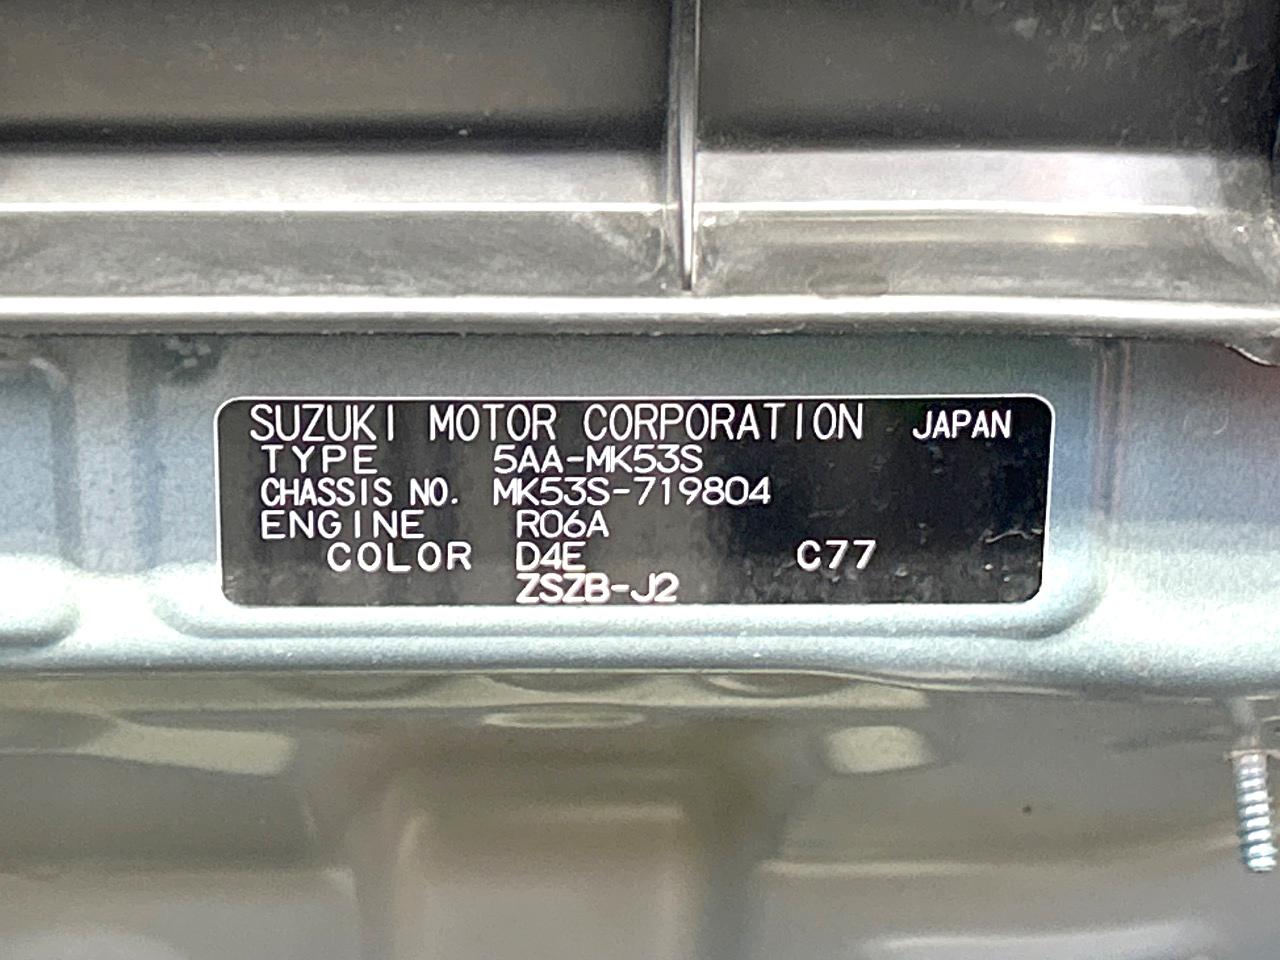 SUZUKI MOTOR CORPORATION JAPAN
TYPE 5AA-MK53S
CHASSIS NO. MK53S-719804
ENGINE R06A
COLOR D4E C77
ZSZB-J2